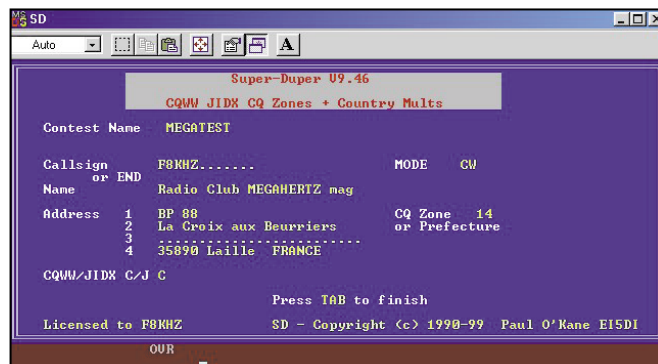 MS SD
Auto A
Super-Duper V9.46
CQWW JIDX CQ Zones + Country Mults
Contest Name MEGATEST
Callsign F8KHZ....... MODE CW
or END
Name Radio Club MEGAHERTZ mag
Address 1 BP 88 CQ Zone 14
2 La Croix aux Beurriers or Prefecture
3 .........................
4 35890 Laille FRANCE
CQWW/JIDX C/J C
Press TAB to finish
Licensed to F8KHZ SD - Copyright (c) 1990-99 Paul O'Kane EI5DI
OVR